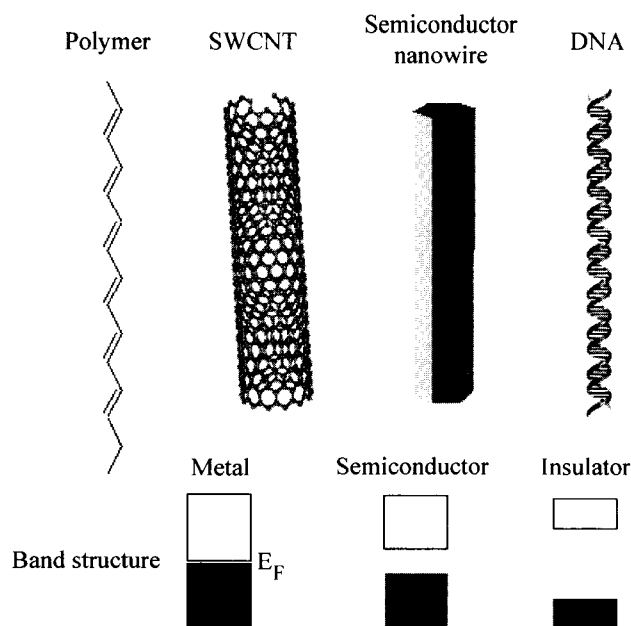 Polymer
SWCNT
Semiconductor
nanowire
DNA
Metal
Semiconductor
Insulator
Band structure
E_F